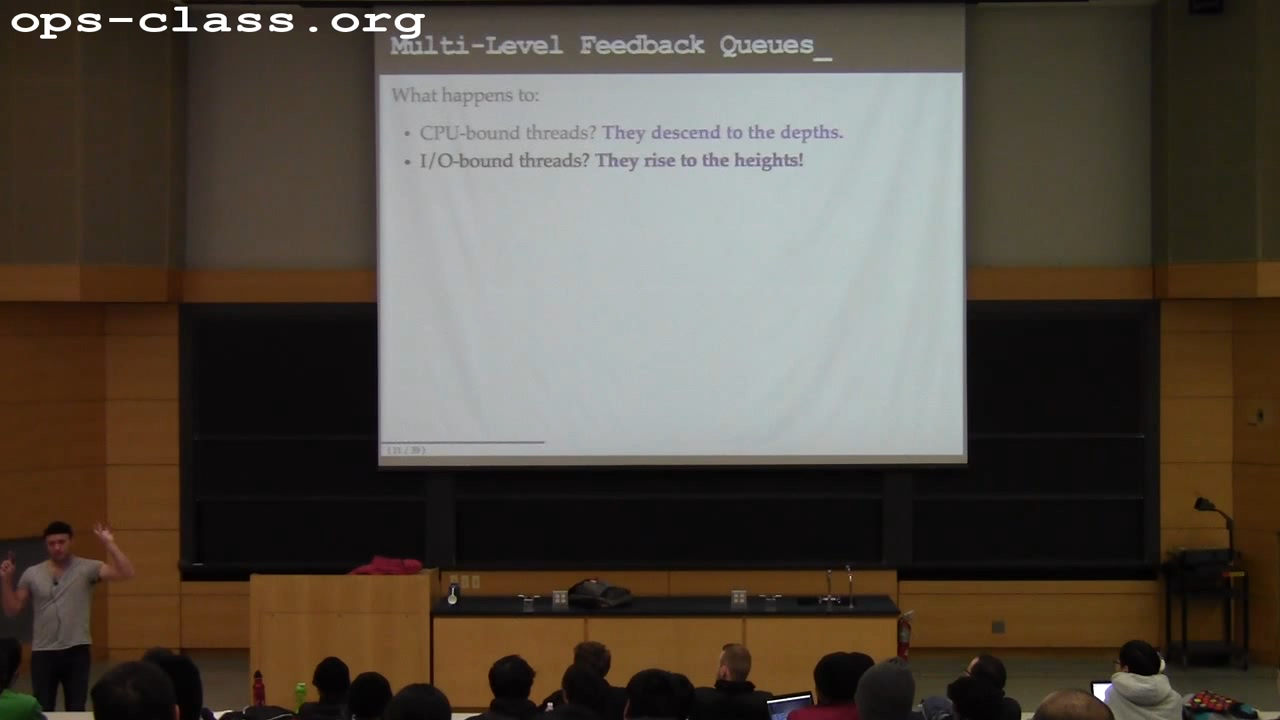 ops-class.org
Multi-Level Feedback Queues_
What happens to:
• CPU-bound threads? They descend to the depths.
• I/O-bound threads? They rise to the heights!